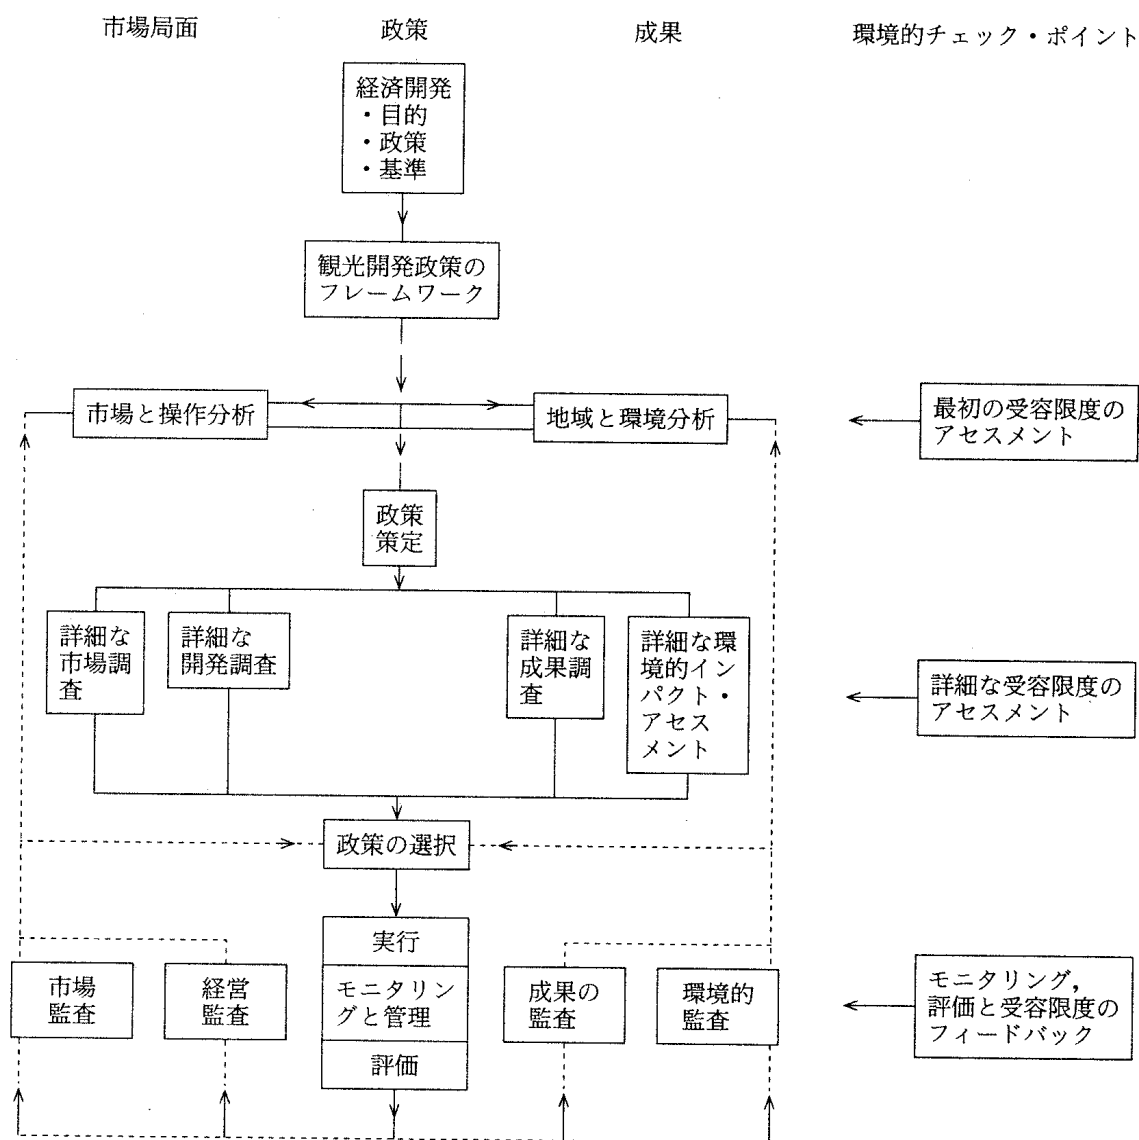 市場局面
政策
成果
環境的チェック・ポイント
経済開発
・目的
・政策
・基準
観光開発政策の
フレームワーク
市場と操作分析
地域と環境分析
最初の受容限度の
アセスメント
政策
策定
詳細な
市場調
査
詳細な
開発調査
詳細な
成果調
査
詳細な環
境的イン
パクト・
アセス
メント
詳細な受容限度の
アセスメント
政策の選択
実行
モニタリン
グと管理
評価
市場
監査
経営
監査
成果の
監査
環境的
監査
モニタリング,
評価と受容限度の
フィードバック